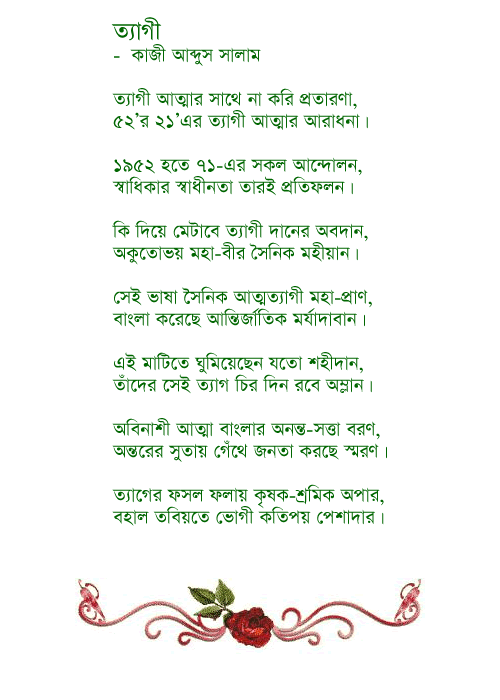 ত্যাগী
- কাজী আব্দুস সালাম
ত্যাগী আত্মার সাথে না করি প্রতারণা,
৫২’র ২১’এর ত্যাগী আত্মার আরাধনা।
১৯৫২ হতে ৭১-এর সকল আন্দোলন,
স্বাধিকার স্বাধীনতা তারই প্রতিফলন।
কি দিয়ে মেটাবে ত্যাগী দানের অবদান,
অকুতোভয় মহা-বীর সৈনিক মহীয়ান।
সেই ভাষা সৈনিক আত্মত্যাগী মহা-প্রাণ,
বাংলা করেছে আন্তির্জাতিক মর্যাদাবান।
এই মাটিতে ঘুমিয়েছেন যতো শহীদান,
তাঁদের সেই ত্যাগ চির দিন রবে অম্লান।
অবিনাশী আত্মা বাংলার অনন্ত-সত্তা বরণ,
অন্তরের সুতায় গেঁথে জনতা করছে স্মরণ।
ত্যাগের ফসল ফলায় কৃষক-শ্রমিক অপার,
বহাল তবিয়তে ভোগী কতিপয় পেশাদার।